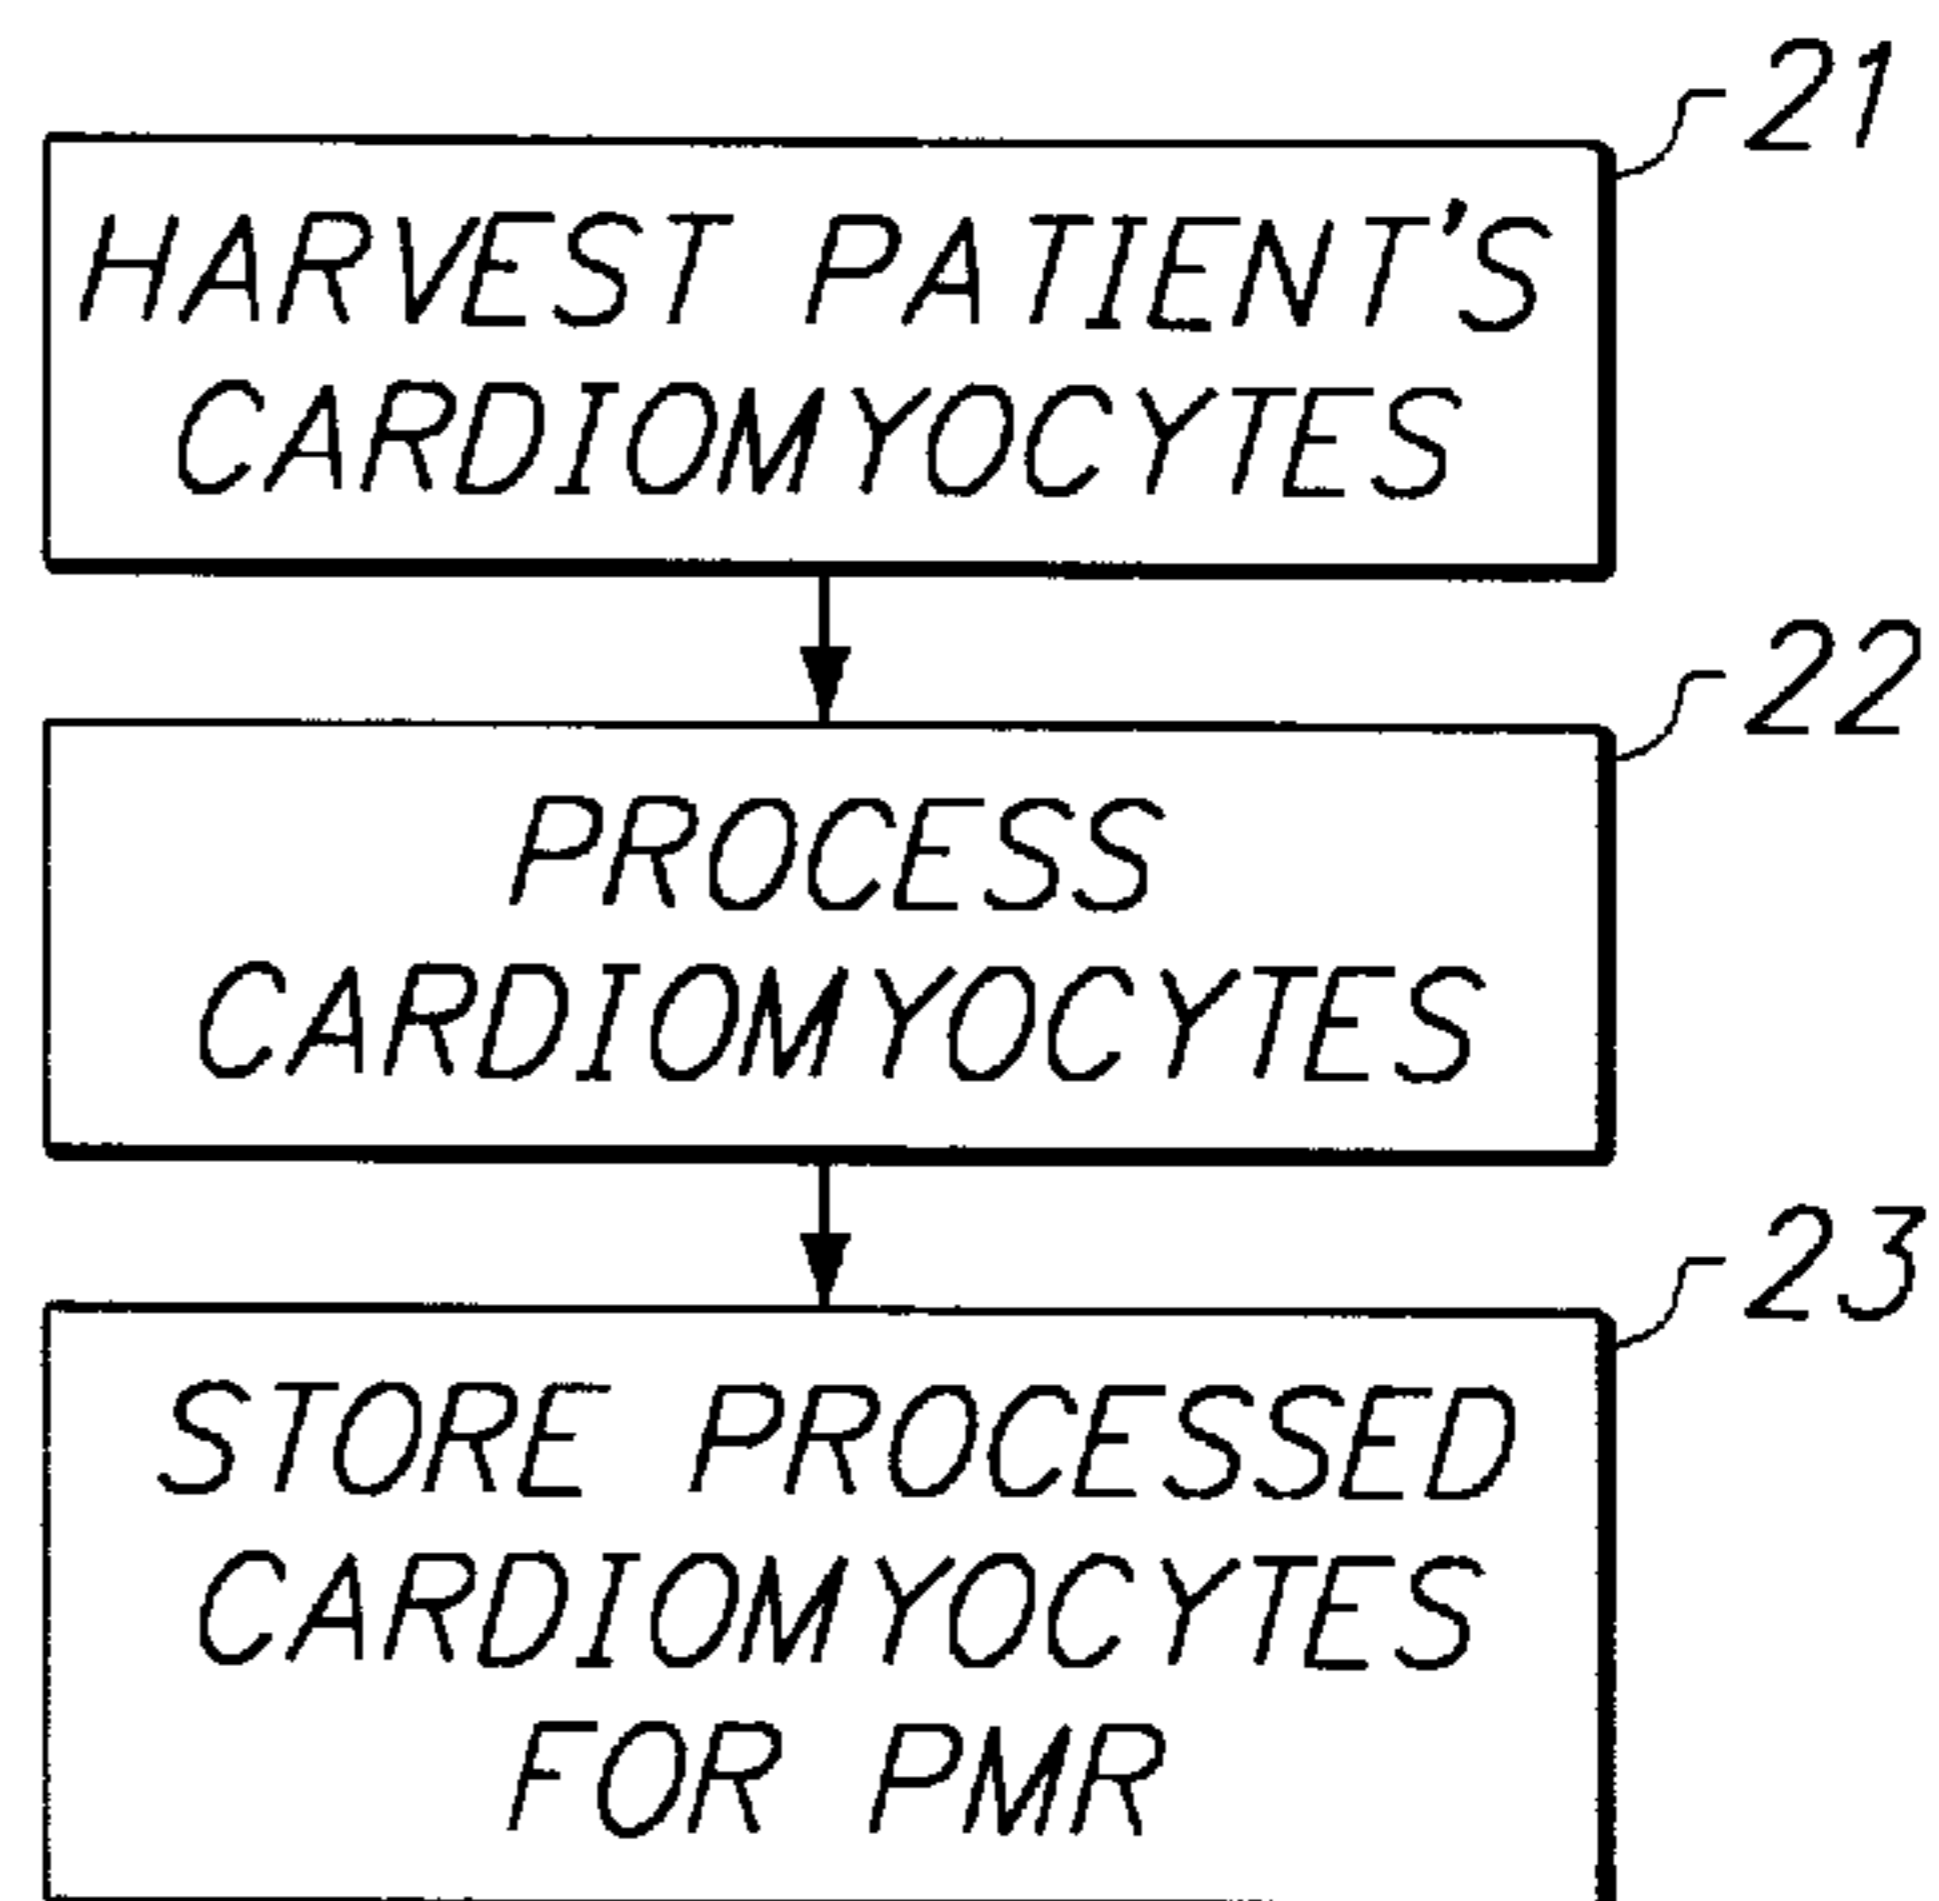 21
HARVEST PATIENT'S
CARDIOMYOCYTES
22
PROCESS
CARDIOMYOCYTES
23
STORE PROCESSED
CARDIOMYOCYTES
FOR PMR